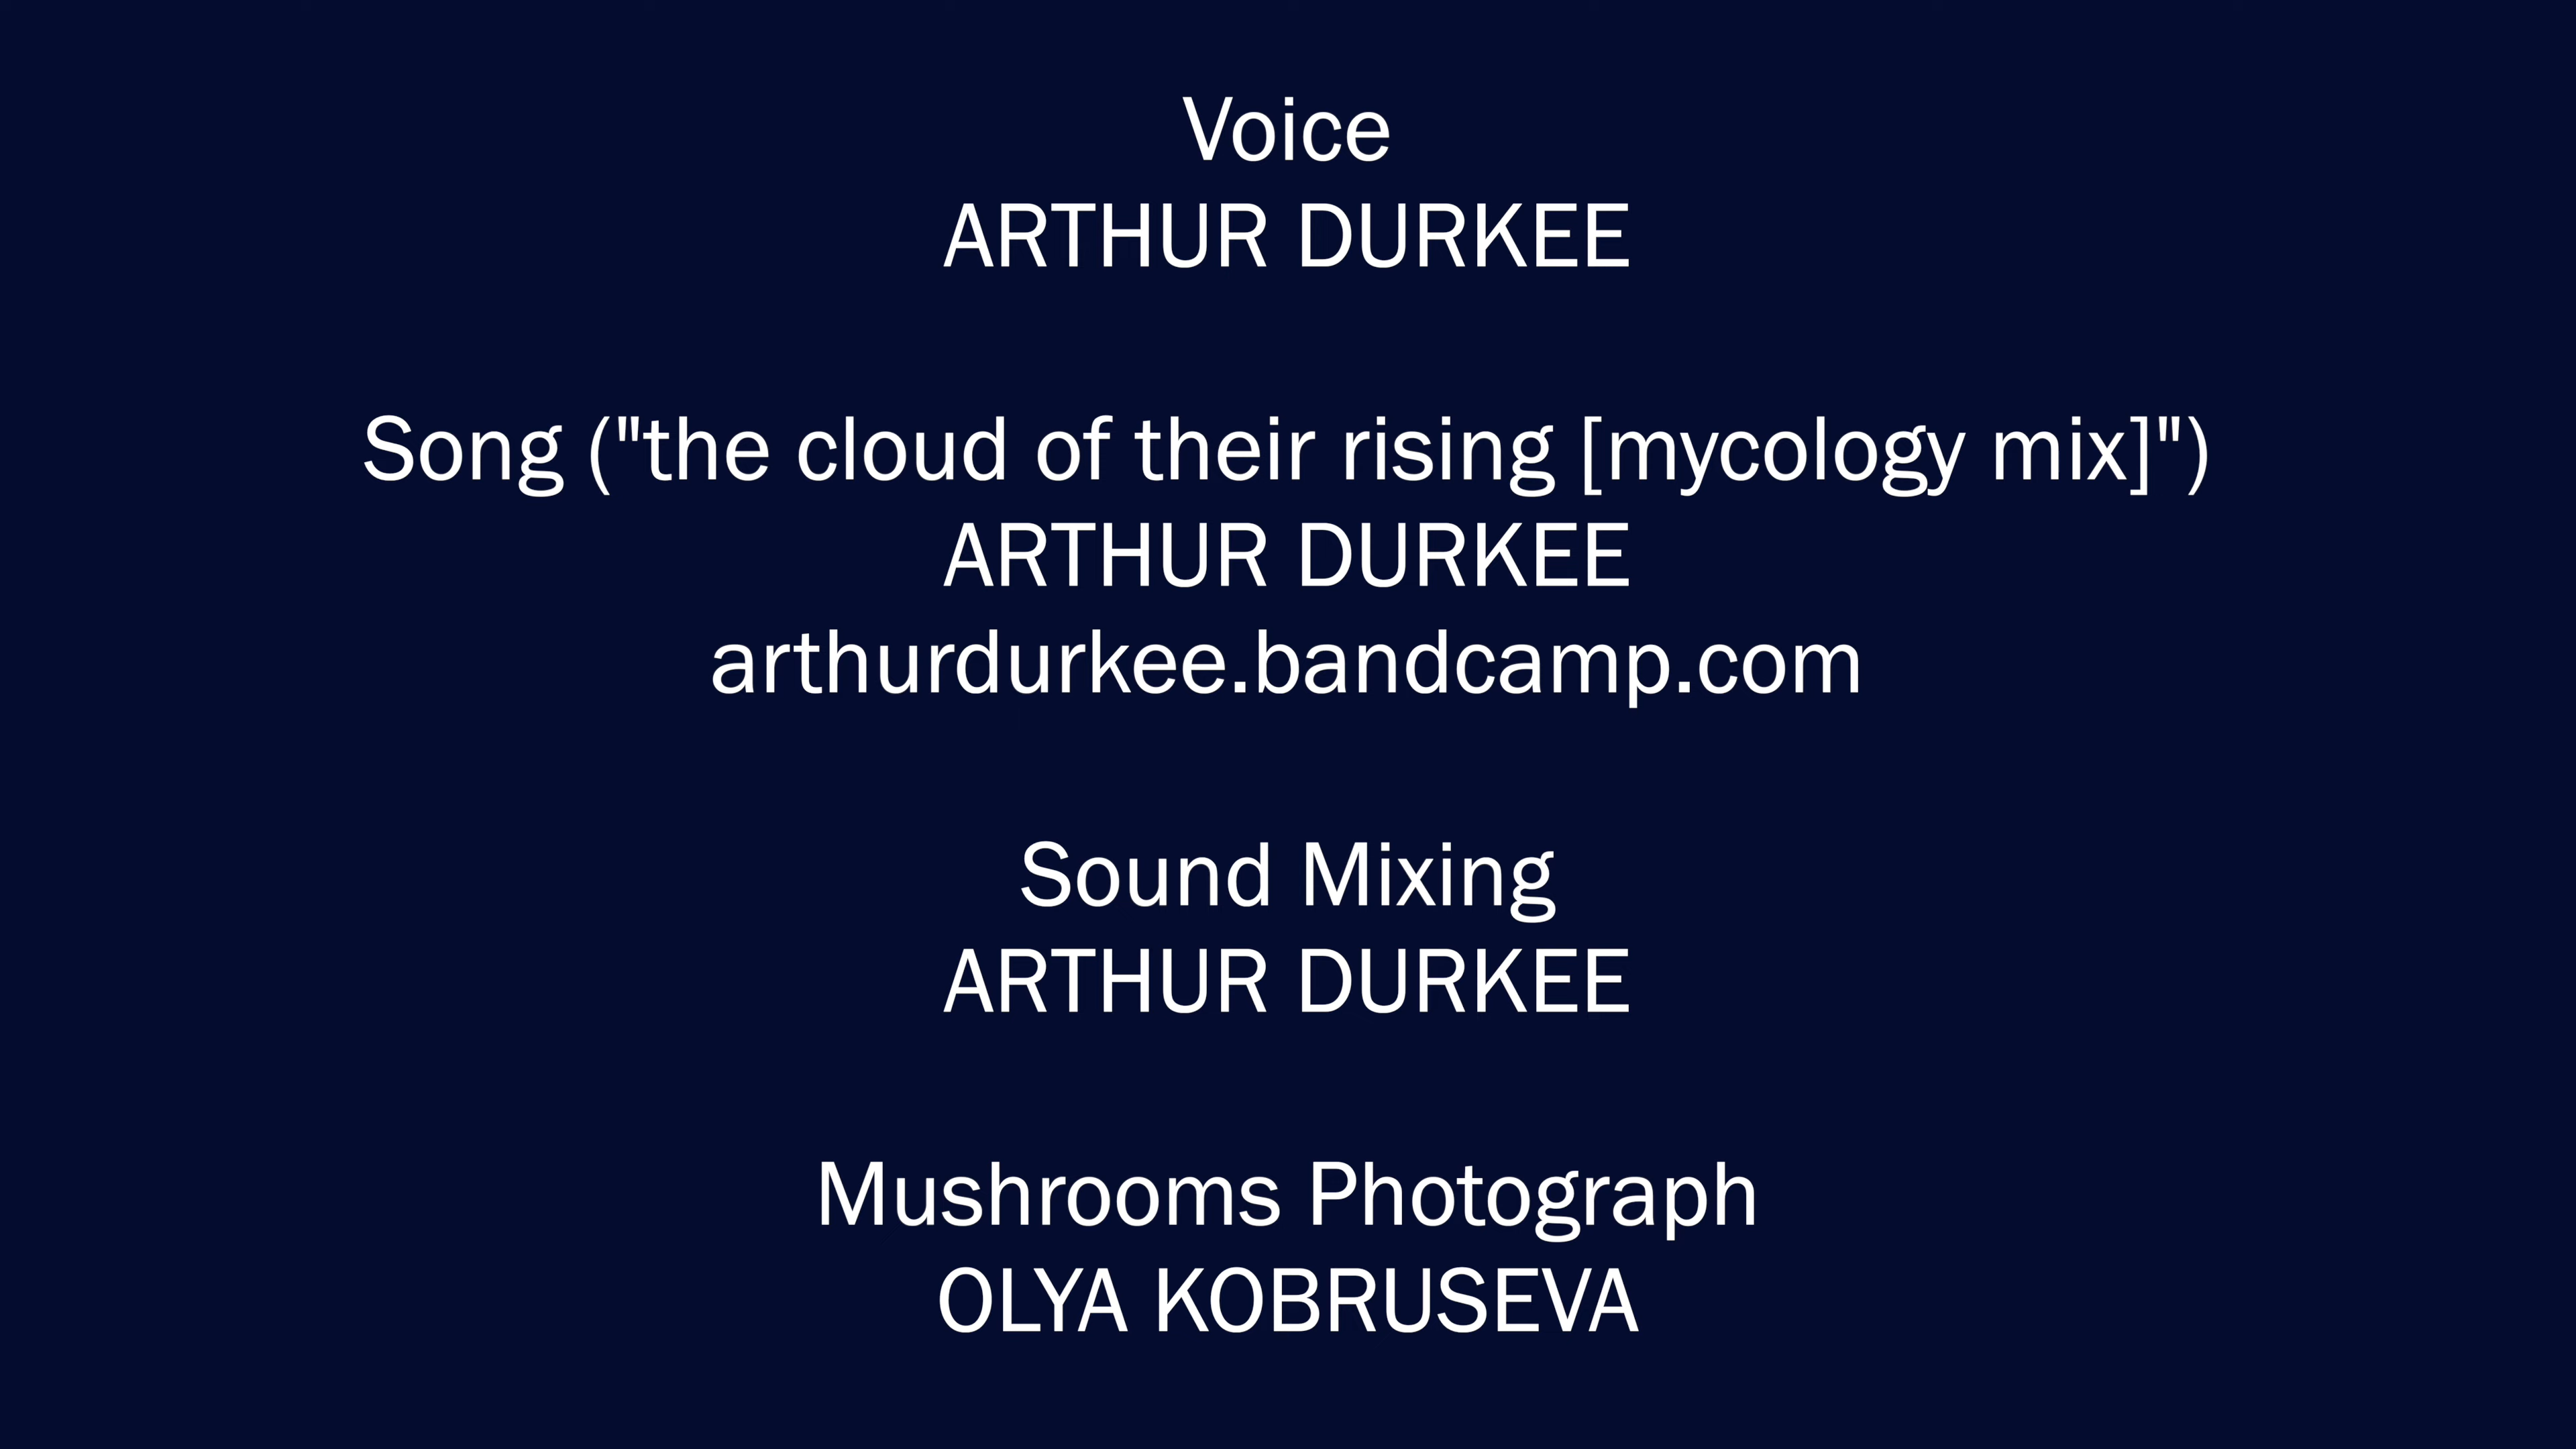 Voice
ARTHUR DURKEE
Song ("the cloud of their rising [mycology mix]")
ARTHUR DURKEE
arthurdurkee.bandcamp.com
Sound Mixing
ARTHUR DURKEE
Mushrooms Photograph
OLYA KOBRUSEVA